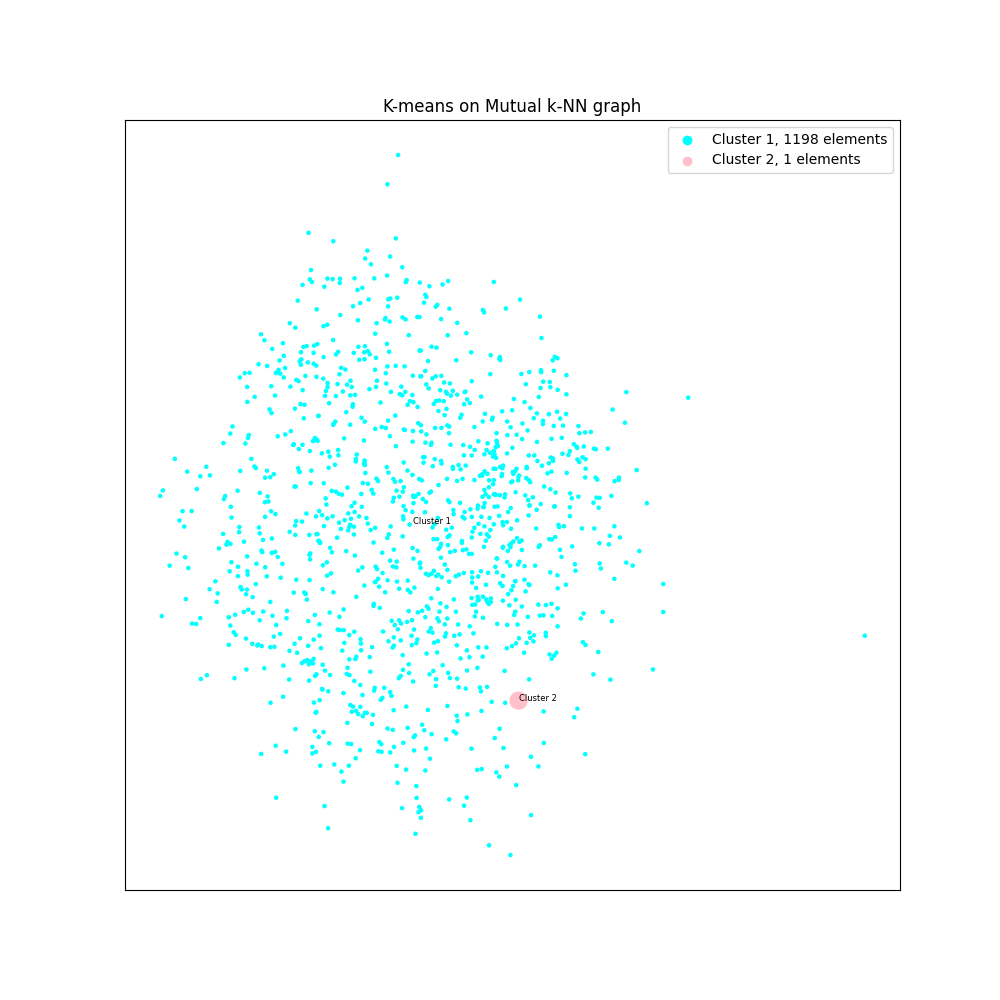 K-means on Mutual k-NN graph
Cluster 1, 1198 elements
Cluster 2, 1 elements
Cluster 1
Cluster 2